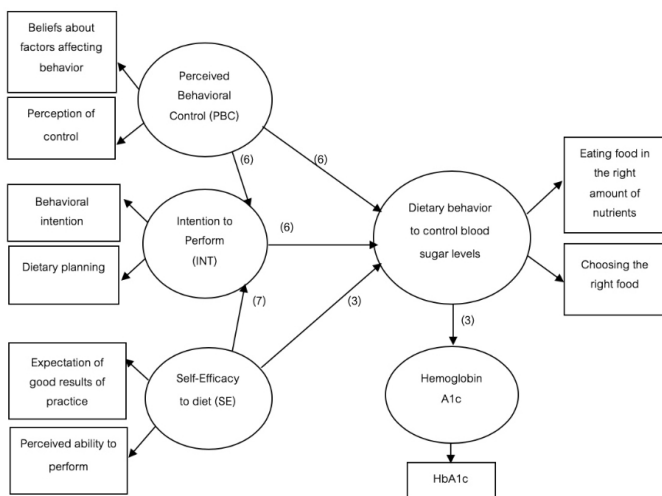 Beliefs about
factors affecting
behavior
Perception of
control
Perceived
Behavioral
Control (PBC)
(6)
(6)
Behavioral
intention
Dietary planning
Intention to
Perform
(INT)
(6)
Dietary behavior
to control blood
sugar levels
Eating food in
the right
amount of
nutrients
Choosing the
right food
(7)
(3)
(3)
Expectation of
good results of
practice
Perceived ability to
perform
Self-Efficacy
to diet (SE)
Hemoglobin
A1c
HbA1c